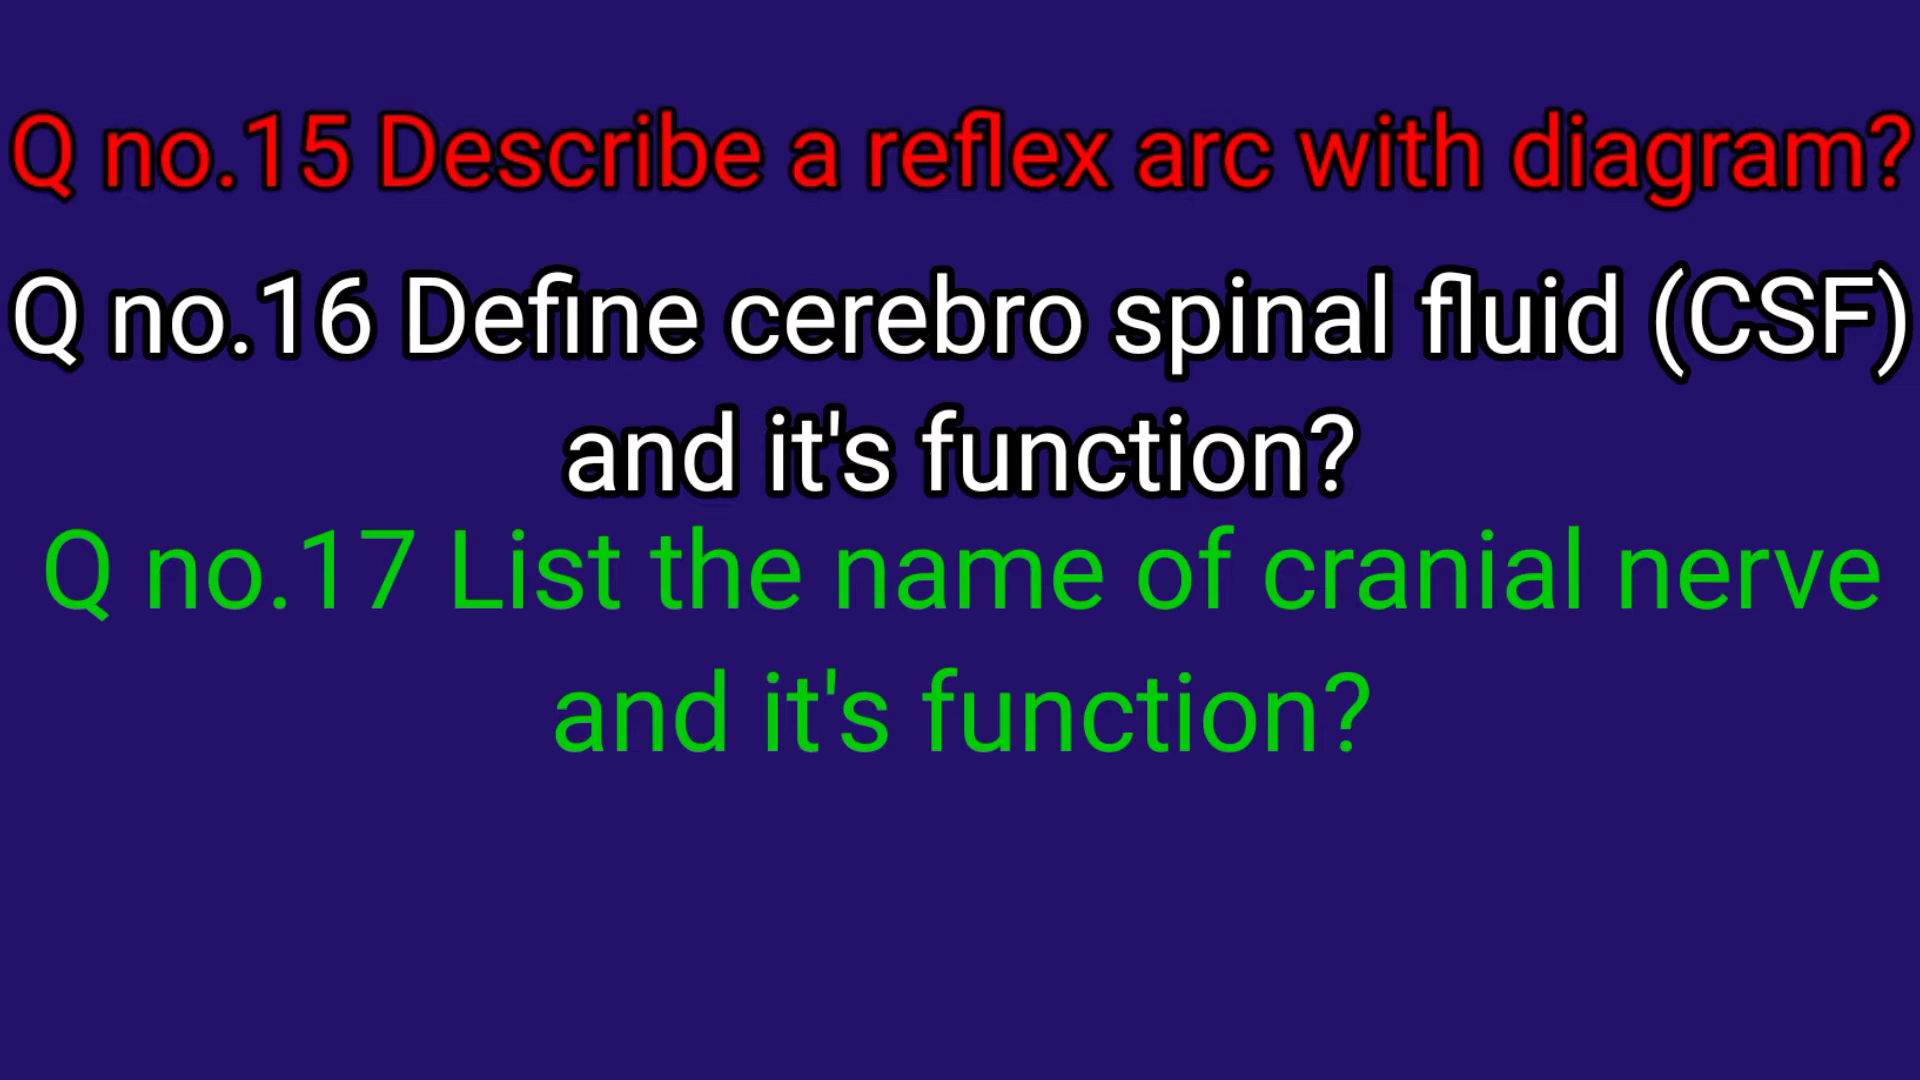 Q no.15 Describe a reflex arc with diagram?
Q no.16 Define cerebro spinal fluid (CSF)
and it's function?
Q no.17 List the name of cranial nerve
and it's function?